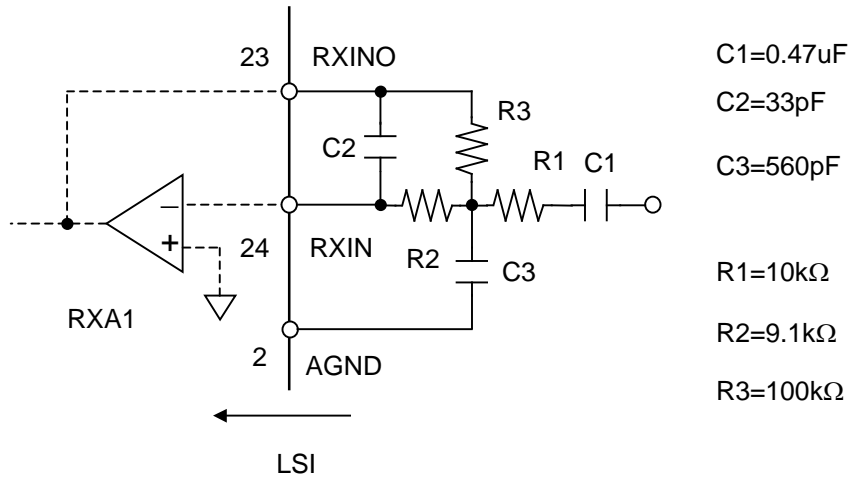 23 RXINO
C1=0.47uF
C2=33pF
R3
C2
R1 C1
C3=560pF
−
+
24 RXIN
R2
C3
R1=10kΩ
RXA1
R2=9.1kΩ
2 AGND
R3=100kΩ
LSI